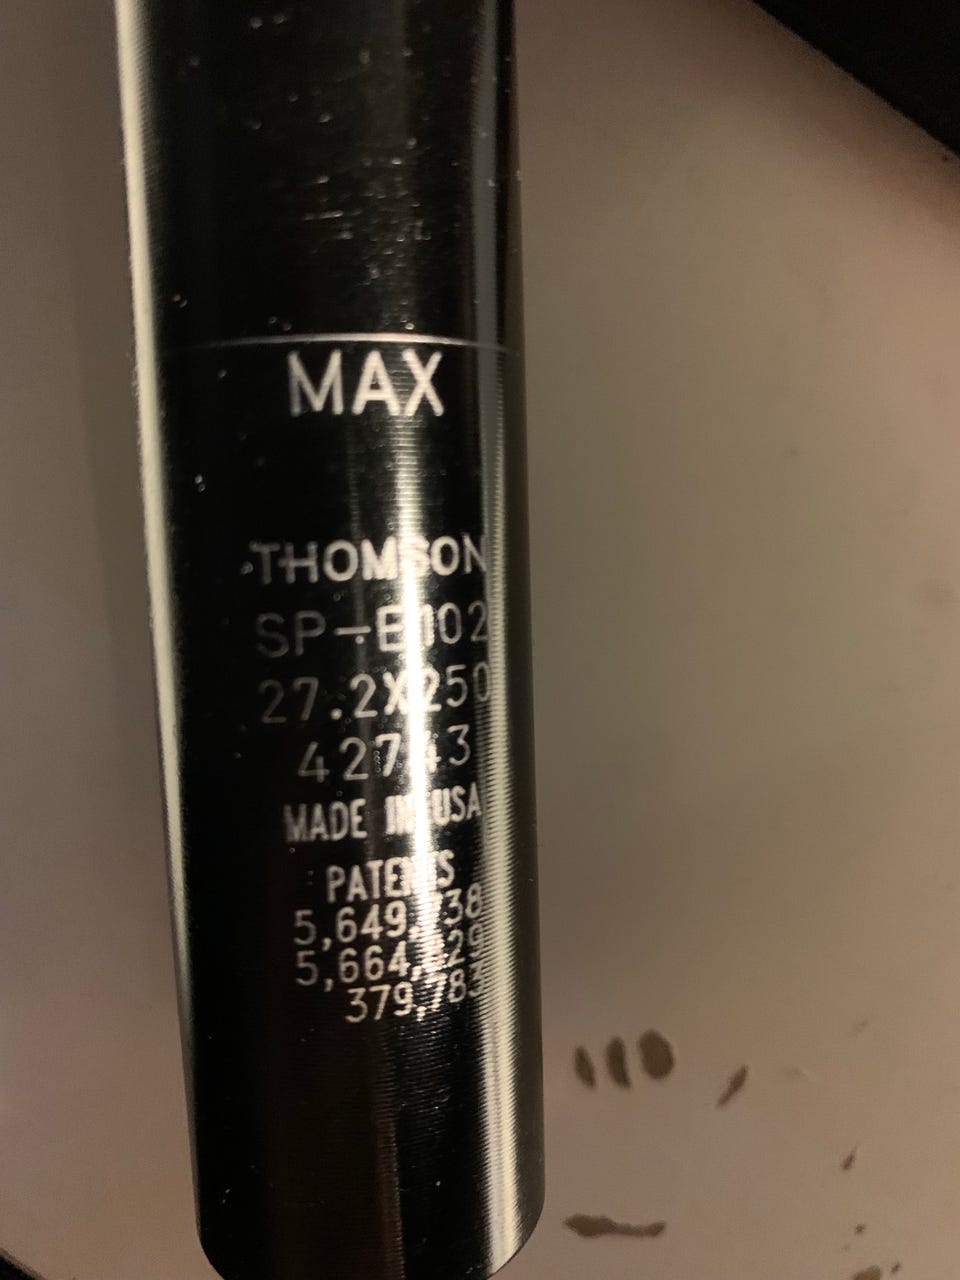 MAX
THOMSON
SP-E102
27.2X250
42743
MADE IN USA
PATENTS
5,649,738
5,664,829
379,783